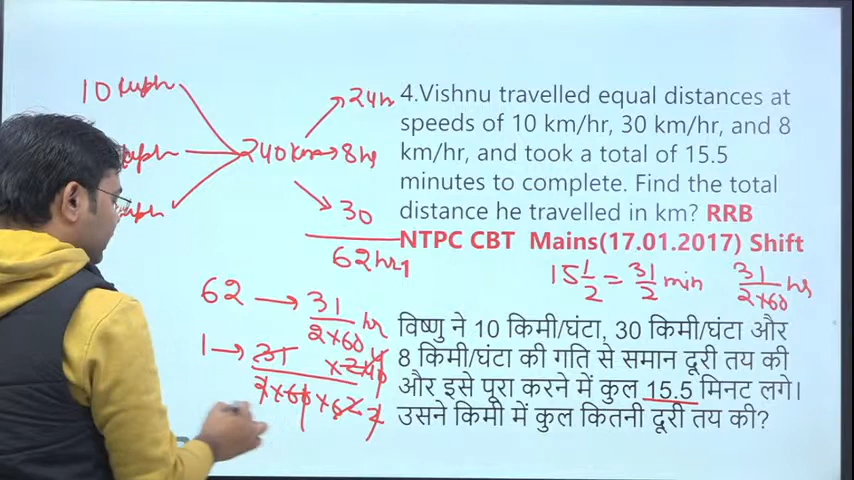 4.Vishnu travelled equal distances at
speeds of 10 km/hr, 30 km/hr, and 8
km/hr, and took a total of 15.5
minutes to complete. Find the total
distance he travelled in km? RRB
NTPC CBT Mains(17.01.2017) Shift
15 1/2 = 31/2 min 31/2×60 hr
विष्णु ने 10 किमी/घंटा, 30 किमी/घंटा और
8 किमी/घंटा की गति से समान दूरी तय की
और इसे पूरा करने में कुल 15.5 मिनट लगे।
उसने किमी में कुल कितनी दूरी तय की?
10 kmph
240 km
24 hr
8 hr
30
62 hr
62 → 31/2×60 hr
1 → 31